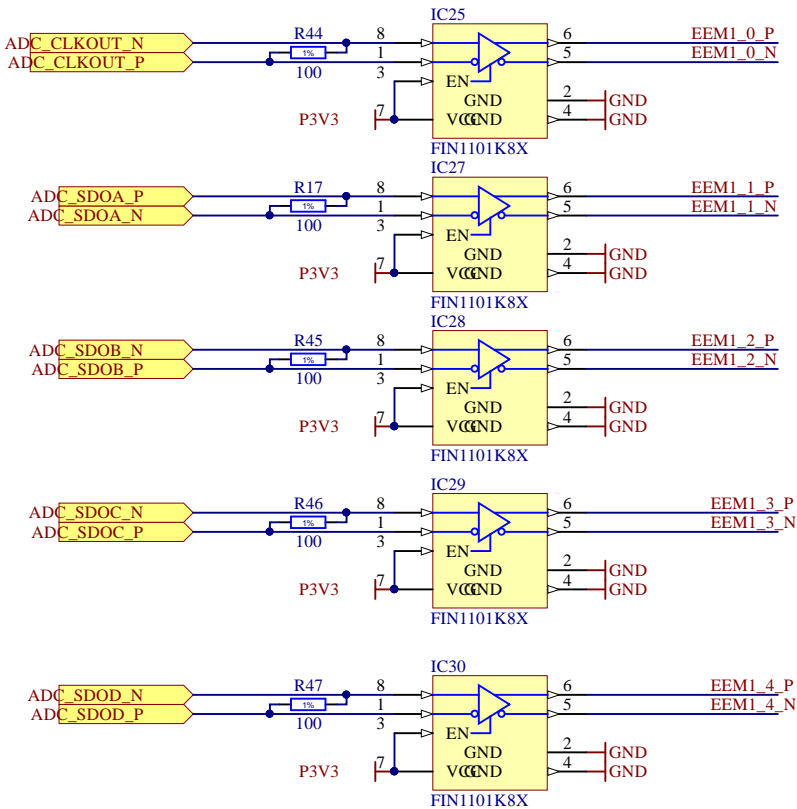 IC25
ADC_CLKOUT_N R44 8 6 EEM1_0_P
ADC_CLKOUT_P 1% 1 5 EEM1_0_N
100 3 EN
GND 2 GND
P3V3 7 VCC GND 4 GND
FIN1101K8X
IC27
ADC_SDOA_P R17 8 6 EEM1_1_P
ADC_SDOA_N 1% 1 5 EEM1_1_N
100 3 EN
GND 2 GND
P3V3 7 VCC GND 4 GND
FIN1101K8X
IC28
ADC_SDOB_N R45 8 6 EEM1_2_P
ADC_SDOB_P 1% 1 5 EEM1_2_N
100 3 EN
GND 2 GND
P3V3 7 VCC GND 4 GND
FIN1101K8X
IC29
ADC_SDOC_N R46 8 6 EEM1_3_P
ADC_SDOC_P 1% 1 5 EEM1_3_N
100 3 EN
GND 2 GND
P3V3 7 VCC GND 4 GND
FIN1101K8X
IC30
ADC_SDOD_N R47 8 6 EEM1_4_P
ADC_SDOD_P 1% 1 5 EEM1_4_N
100 3 EN
GND 2 GND
P3V3 7 VCC GND 4 GND
FIN1101K8X